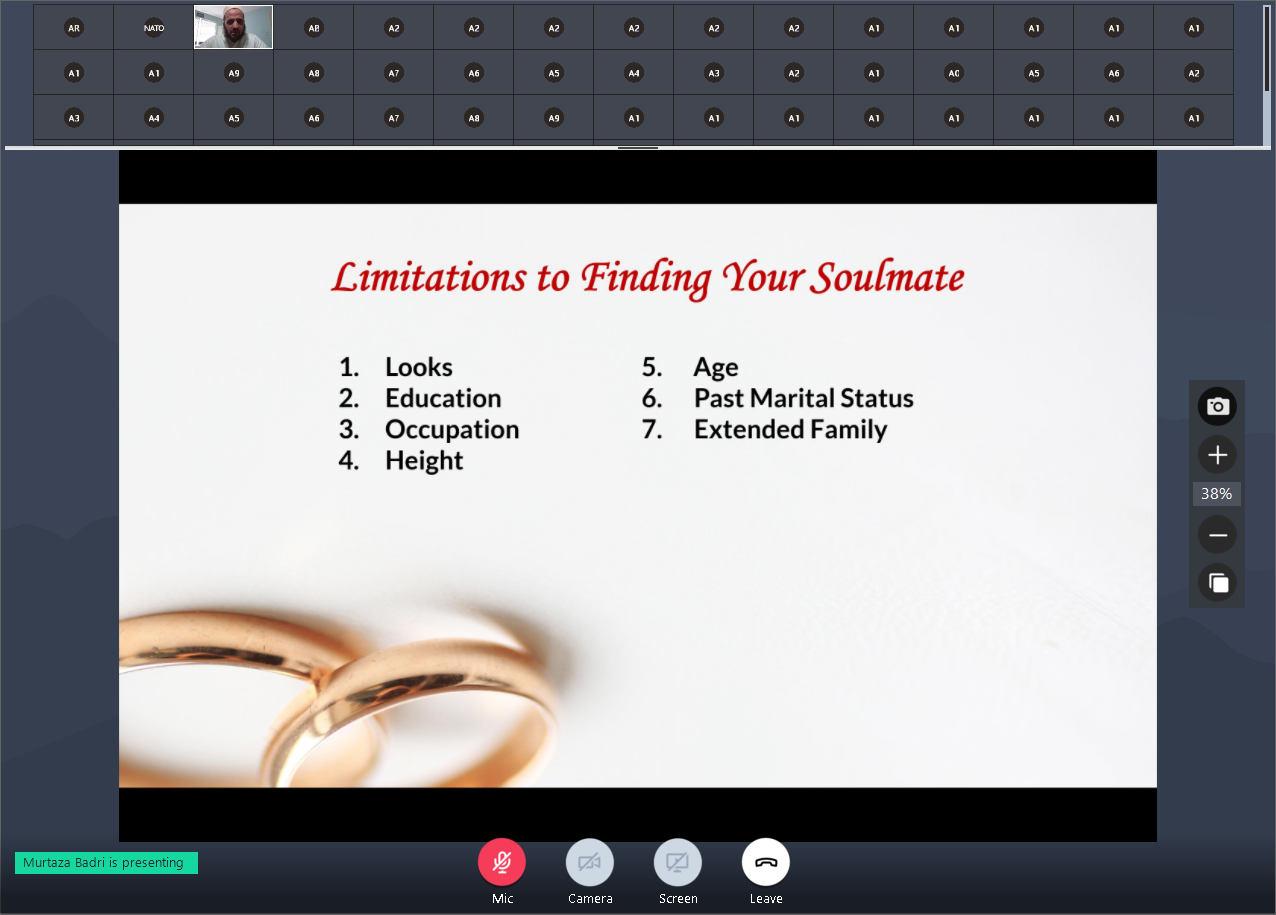 AR NATO AB A2 A2 A2 A2 A2 A2 A1 A1 A1 A1 A1
A1 A1 A9 A8 A7 A6 A5 A4 A3 A2 A1 A0 A5 A6 A2
A3 A4 A5 A6 A7 A8 A9 A1 A1 A1 A1 A1 A1 A1 A1
Limitations to Finding Your Soulmate
1. Looks
2. Education
3. Occupation
4. Height
5. Age
6. Past Marital Status
7. Extended Family
38%
Murtaza Badri is presenting
Mic Camera Screen Leave